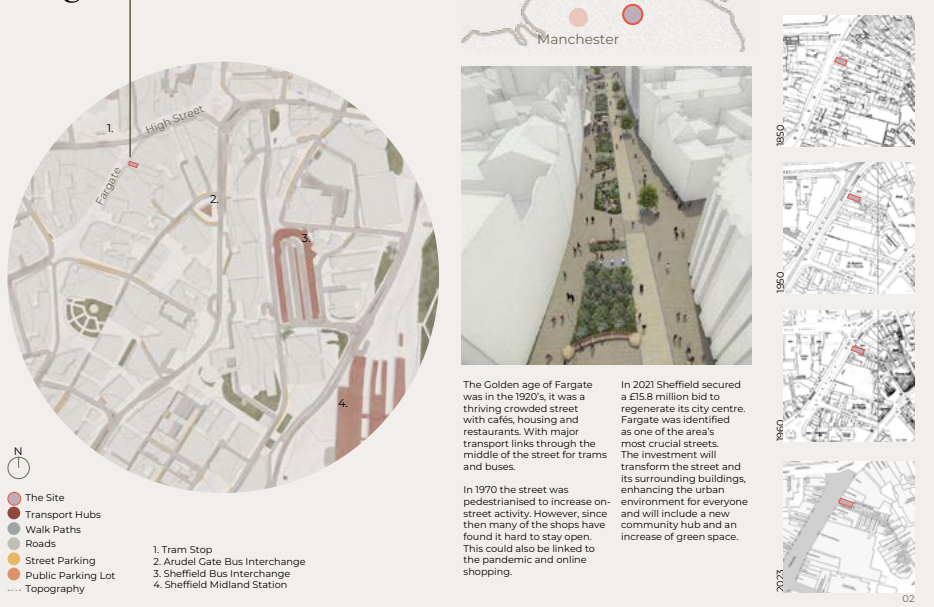 Manchester
1.
High Street
Fargate
2.
3.
4.
N
The Site
Transport Hubs
Walk Paths
Roads
Street Parking
Public Parking Lot
Topography
1. Tram Stop
2. Arudel Gate Bus Interchange
3. Sheffield Bus Interchange
4. Sheffield Midland Station
The Golden age of Fargate
was in the 1920's, it was a
thriving crowded street
with cafés, housing and
restaurants. With major
transport links through the
middle of the street for trams
and buses.
In 1970 the street was
pedestrianised to increase on-
street activity. However, since
then many of the shops have
found it hard to stay open.
This could also be linked to
the pandemic and online
shopping.
In 2021 Sheffield secured
a £15.8 million bid to
regenerate its city centre.
Fargate was identified
as one of the area's
most crucial streets.
The investment will
transform the street and
its surrounding buildings,
enhancing the urban
environment for everyone
and will include a new
community hub and an
increase of green space.
1850
1950
1960
2023
02